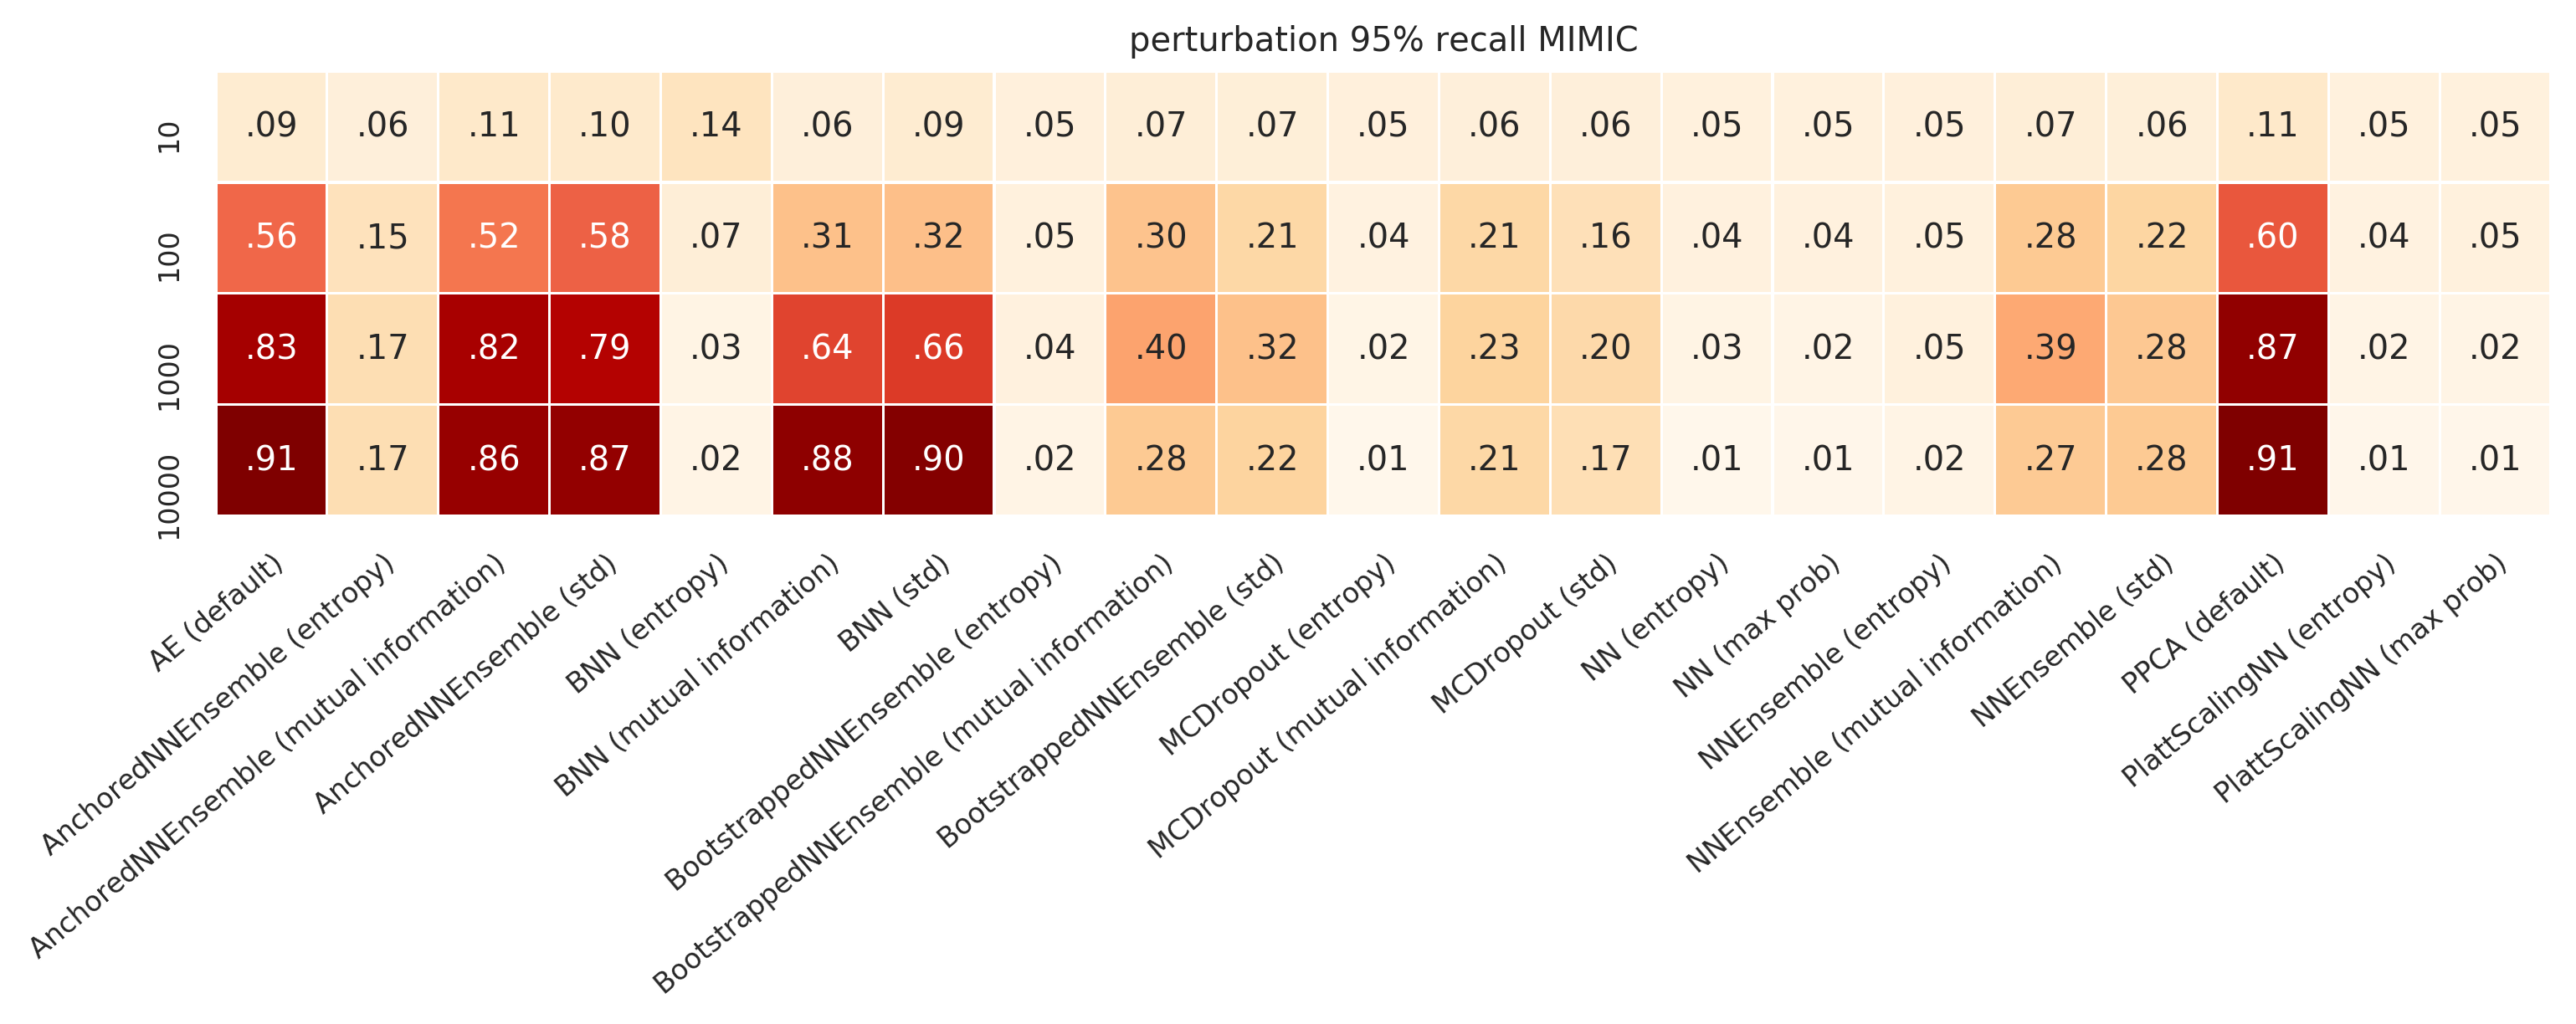 perturbation 95% recall MIMIC
10 .09 .06 .11 .10 .14 .06 .09 .05 .07 .07 .05 .06 .06 .05 .05 .05 .07 .06 .11 .05 .05
100 .56 .15 .52 .58 .07 .31 .32 .05 .30 .21 .04 .21 .16 .04 .04 .05 .28 .22 .60 .04 .05
1000 .83 .17 .82 .79 .03 .64 .66 .04 .40 .32 .02 .23 .20 .03 .02 .05 .39 .28 .87 .02 .02
10000 .91 .17 .86 .87 .02 .88 .90 .02 .28 .22 .01 .21 .17 .01 .01 .02 .27 .28 .91 .01 .01
AE (default)
AnchoredNNEnsemble (entropy)
AnchoredNNEnsemble (mutual information)
AnchoredNNEnsemble (std)
BNN (entropy)
BNN (mutual information)
BNN (std)
BootstrappedNNEnsemble (entropy)
BootstrappedNNEnsemble (mutual information)
BootstrappedNNEnsemble (std)
MCDropout (entropy)
MCDropout (mutual information)
MCDropout (std)
NN (entropy)
NN (max prob)
NNEnsemble (entropy)
NNEnsemble (mutual information)
NNEnsemble (std)
PPCA (default)
PlattScalingNN (entropy)
PlattScalingNN (max prob)